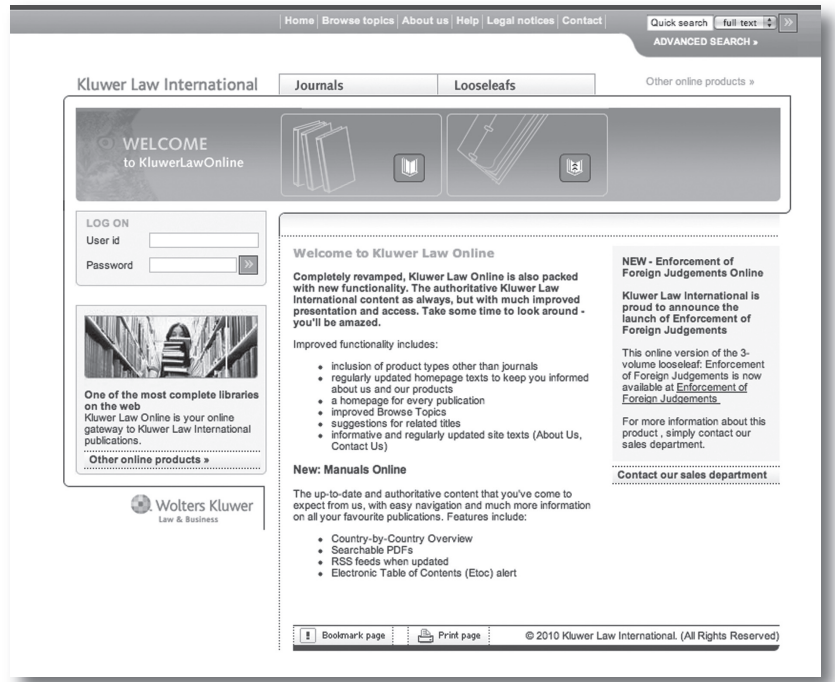 Home Browse topics About us Help Legal notices Contact
Quick search full text
ADVANCED SEARCH »
Kluwer Law International
Journals
Looseleafs
Other online products »
WELCOME
to KluwerLawOnline
LOG ON
User id
Password »
One of the most complete libraries
on the web
Kluwer Law Online is your online
gateway to Kluwer Law International
publications.
Other online products »
Wolters Kluwer
Law & Business
Welcome to Kluwer Law Online
Completely revamped, Kluwer Law Online is also packed
with new functionality. The authoritative Kluwer Law
International content as always, but with much improved
presentation and access. Take some time to look around -
you'll be amazed.
Improved functionality includes:
• inclusion of product types other than journals
• regularly updated homepage texts to keep you informed
about us and our products
• a homepage for every publication
• improved Browse Topics
• suggestions for related titles
• informative and regularly updated site texts (About Us,
Contact Us)
New: Manuals Online
The up-to-date and authoritative content that you've come to
expect from us, with easy navigation and much more information
on all your favourite publications. Features include:
• Country-by-Country Overview
• Searchable PDFs
• RSS feeds when updated
• Electronic Table of Contents (Etoc) alert
NEW - Enforcement of
Foreign Judgements Online
Kluwer Law International is
proud to announce the
launch of Enforcement of
Foreign Judgements
This online version of the 3-
volume looseleaf: Enforcement
of Foreign Judgements is now
available at Enforcement of
Foreign Judgements
For more information about this
product , simply contact our
sales department.
Contact our sales department
Bookmark page
Print page
© 2010 Kluwer Law International. (All Rights Reserved)